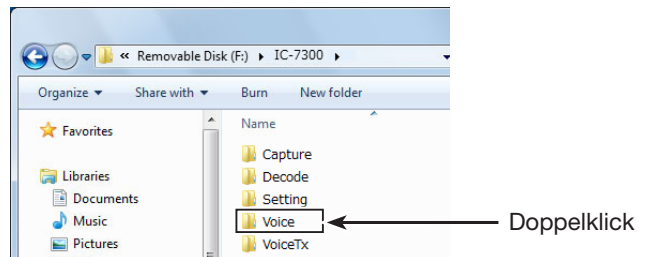 « Removable Disk (F:) ▸ IC-7300 ▸
Organize ▾ Share with ▾ Burn New folder
Favorites
Libraries
Documents
Music
Pictures
Name
Capture
Decode
Setting
Voice
VoiceTx
Doppelklick